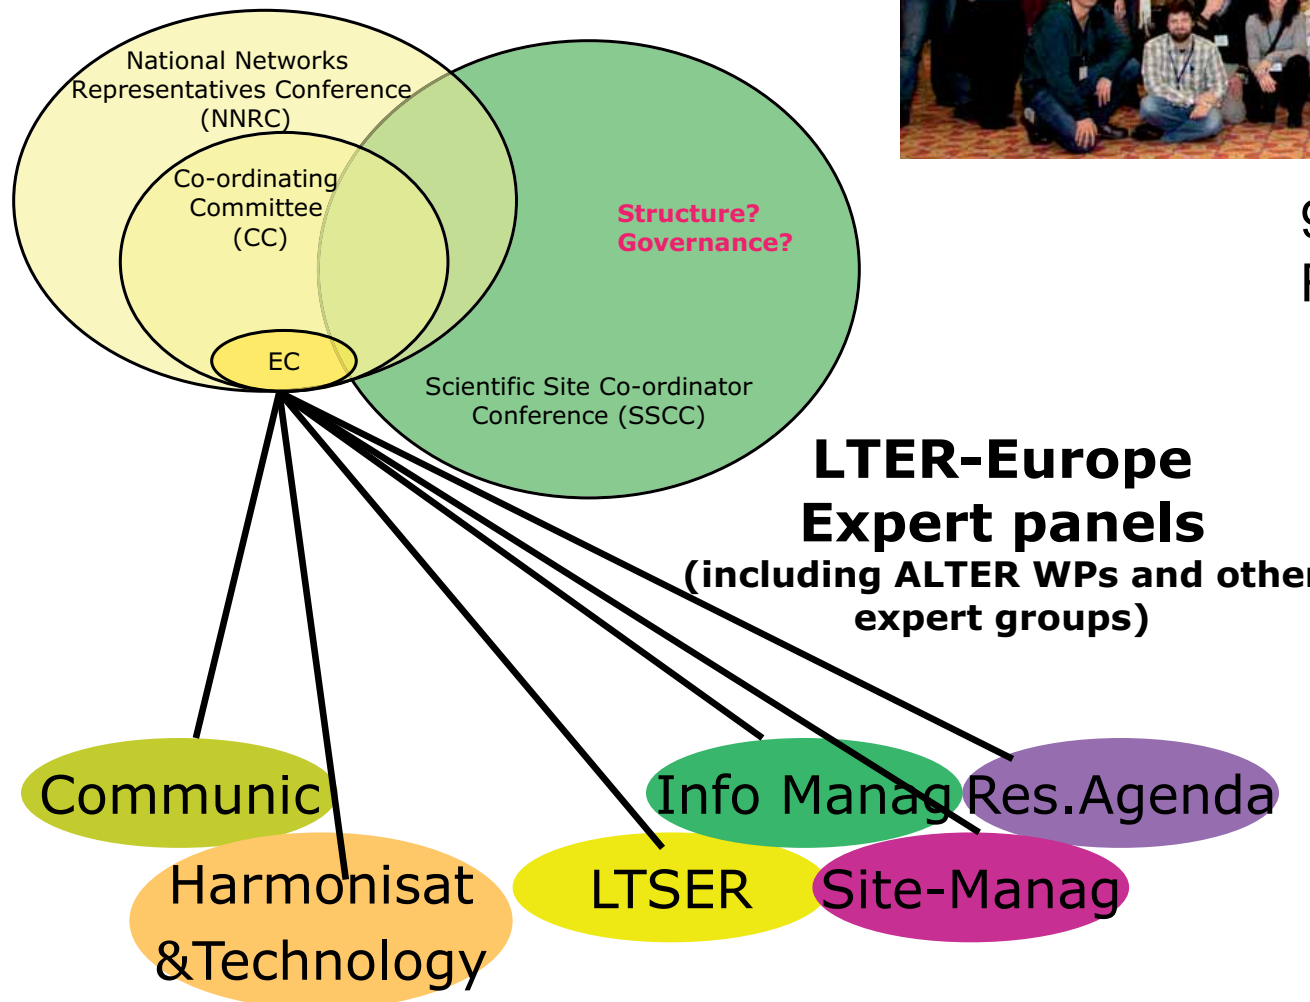 National Networks
Representatives Conference
(NNRC)
Co-ordinating
Committee
(CC)
EC
Structure?
Governance?
Scientific Site Co-ordinator
Conference (SSCC)
LTER-Europe
Expert panels
(including ALTER WPs and other
expert groups)
Communic
Harmonisat
&Technology
LTSER
Info Manag
Site-Manag
Res.Agenda